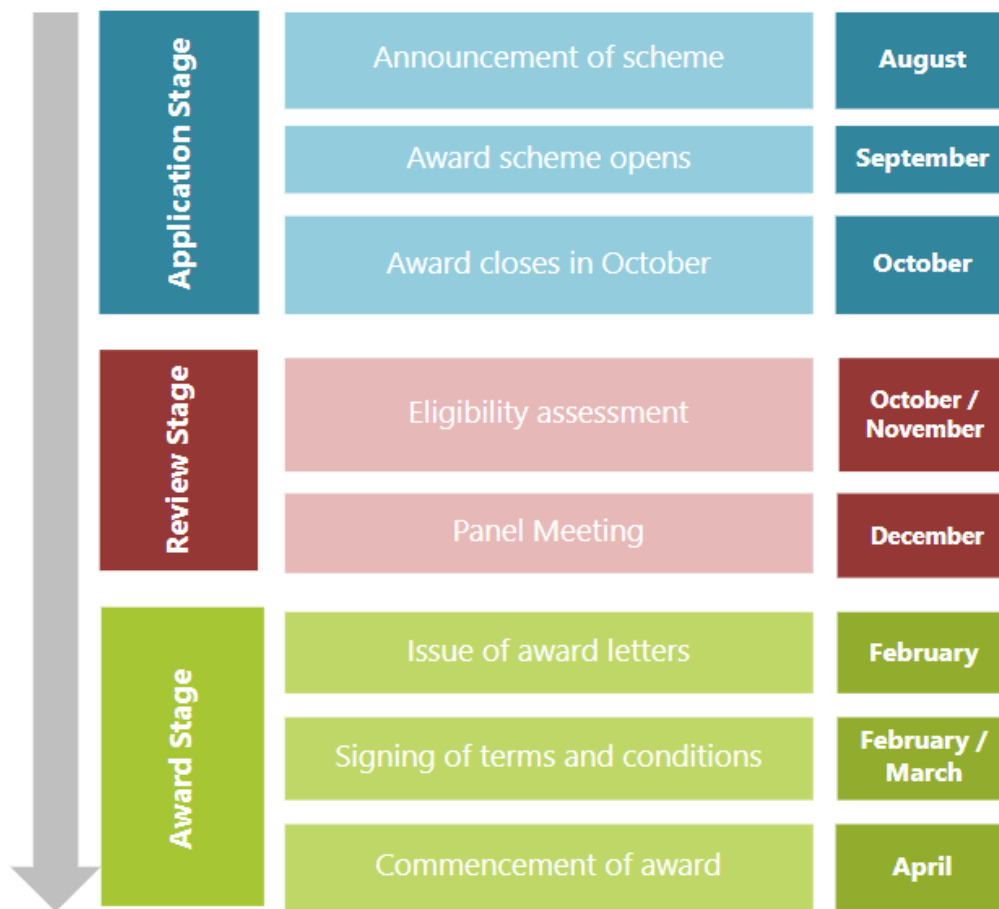 Application Stage
Announcement of scheme
August
Award scheme opens
September
Award closes in October
October
Review Stage
Eligibility assessment
October /
November
Panel Meeting
December
Award Stage
Issue of award letters
February
Signing of terms and conditions
February /
March
Commencement of award
April